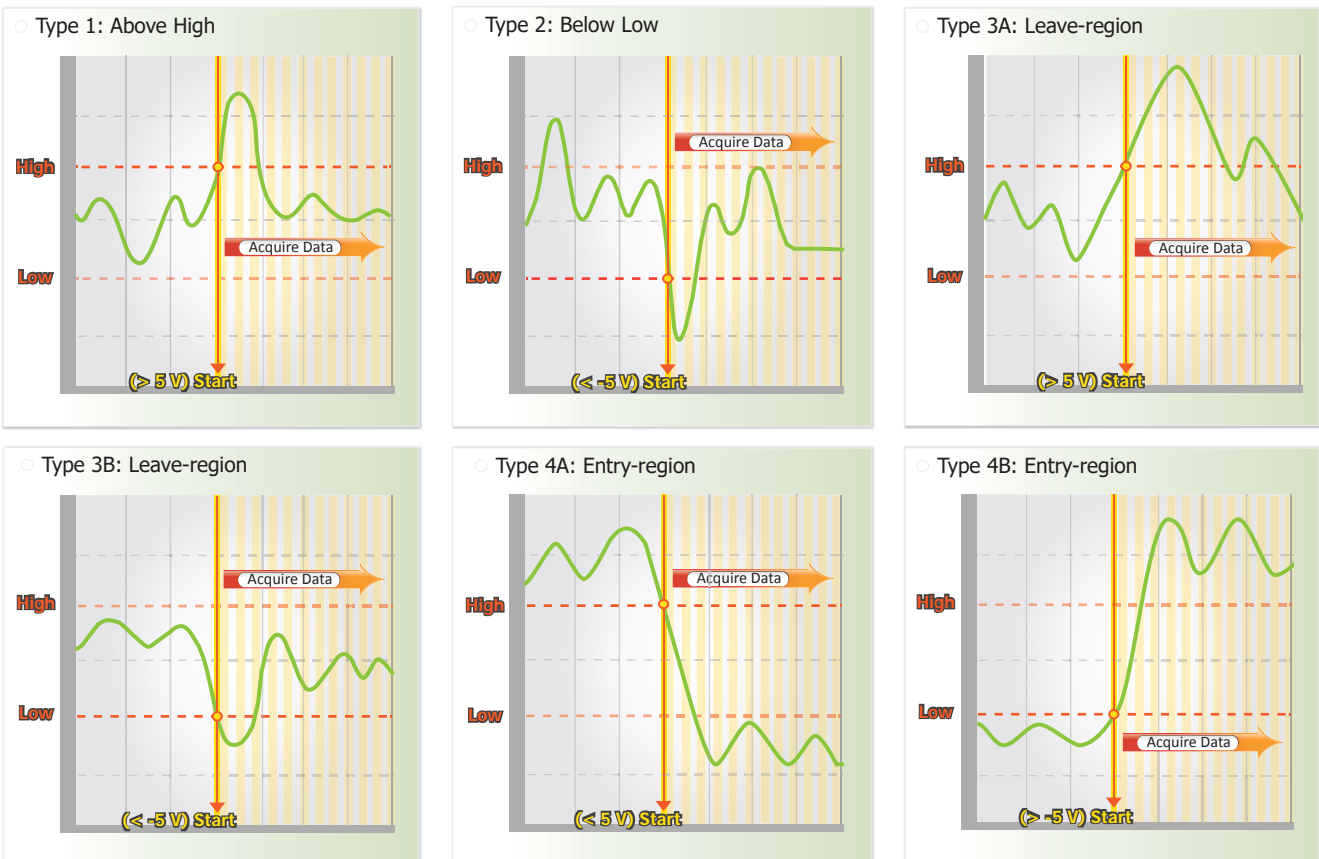 Type 1: Above High
High
Acquire Data
Low
(> 5 V) Start
Type 2: Below Low
Acquire Data
High
Low
(< -5 V) Start
Type 3A: Leave-region
High
Acquire Data
Low
(> 5 V) Start
Type 3B: Leave-region
Acquire Data
High
Low
(< -5 V) Start
Type 4A: Entry-region
Acquire Data
High
Low
(< 5 V) Start
Type 4B: Entry-region
High
Low
Acquire Data
(> -5 V) Start